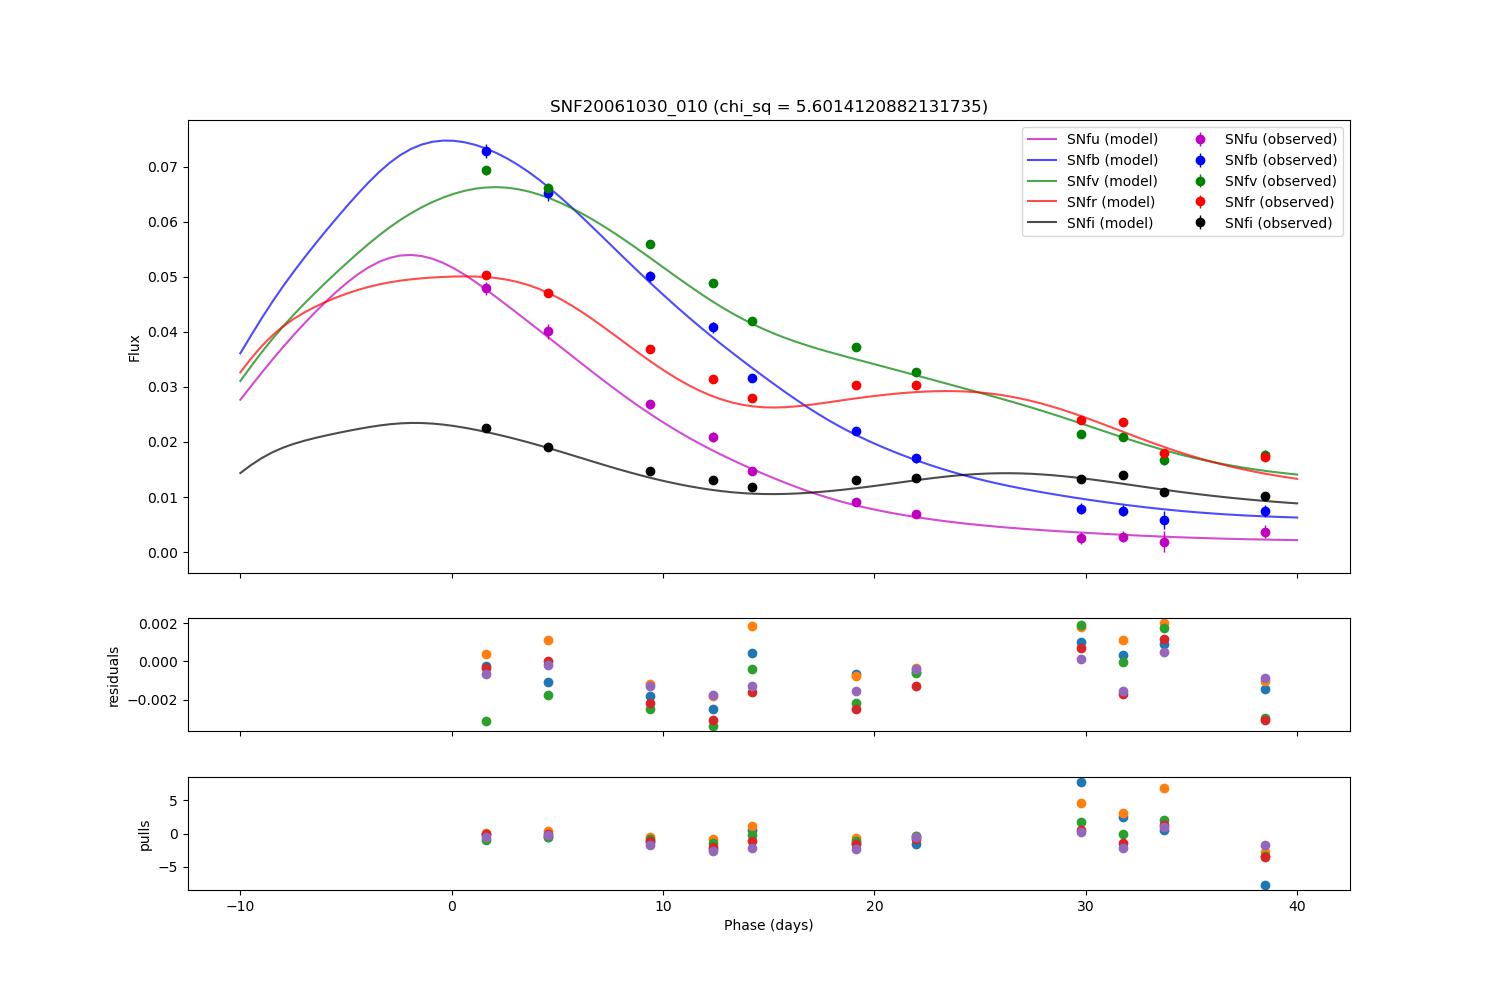 SNF20061030_010 (chi_sq = 5.6014120882131735)
SNfu (model) SNfu (observed)
SNfb (model) SNfb (observed)
SNfv (model) SNfv (observed)
SNfr (model) SNfr (observed)
SNfi (model) SNfi (observed)
0.07
0.06
0.05
0.04
0.03
0.02
0.01
0.00
Flux
0.002
0.000
−0.002
residuals
5
0
−5
pulls
−10 0 10 20 30 40
Phase (days)